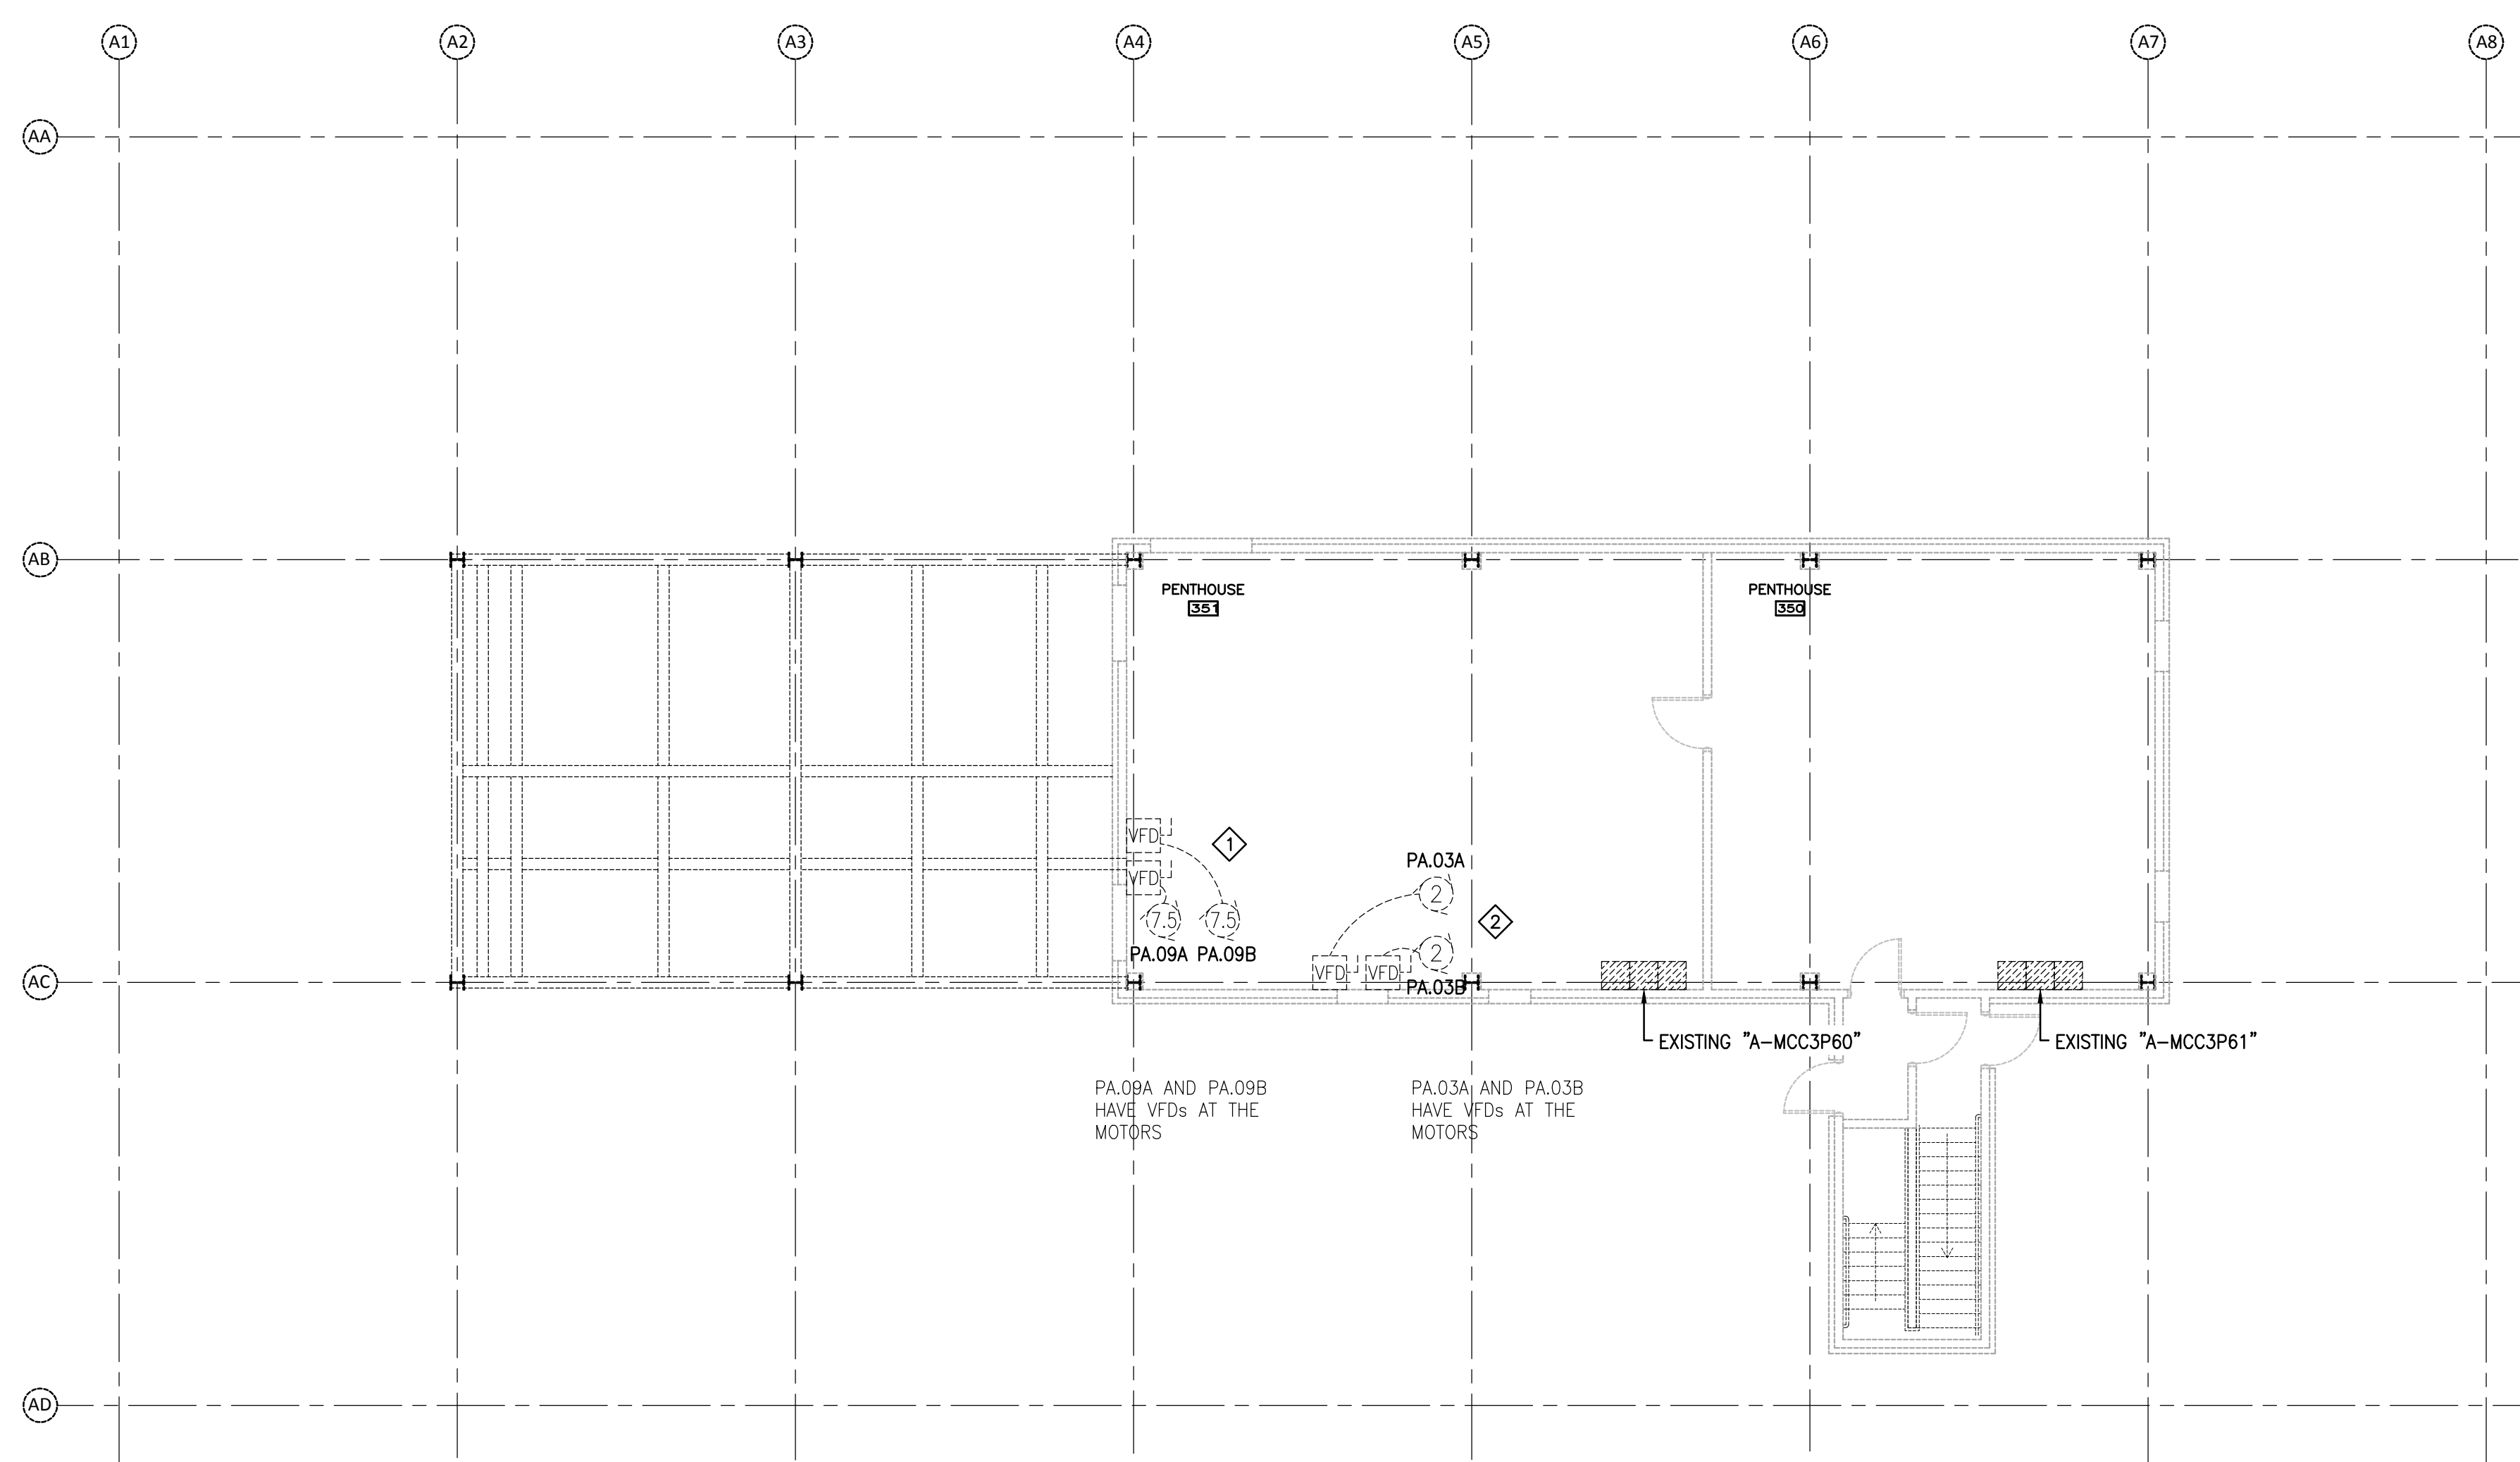 A1
A2
A3
A4
A5
A6
A7
A8
AA
AB
PENTHOUSE
351
PENTHOUSE
350
VFD
1
VFD
PA.03A
2
7.5
7.5
2
PA.09A PA.09B
2
VFD
VFD
PA.03B
AC
EXISTING "A-MCC3P60"
EXISTING "A-MCC3P61"
PA.09A AND PA.09B
HAVE VFDs AT THE
MOTORS
PA.03A AND PA.03B
HAVE VFDs AT THE
MOTORS
AD